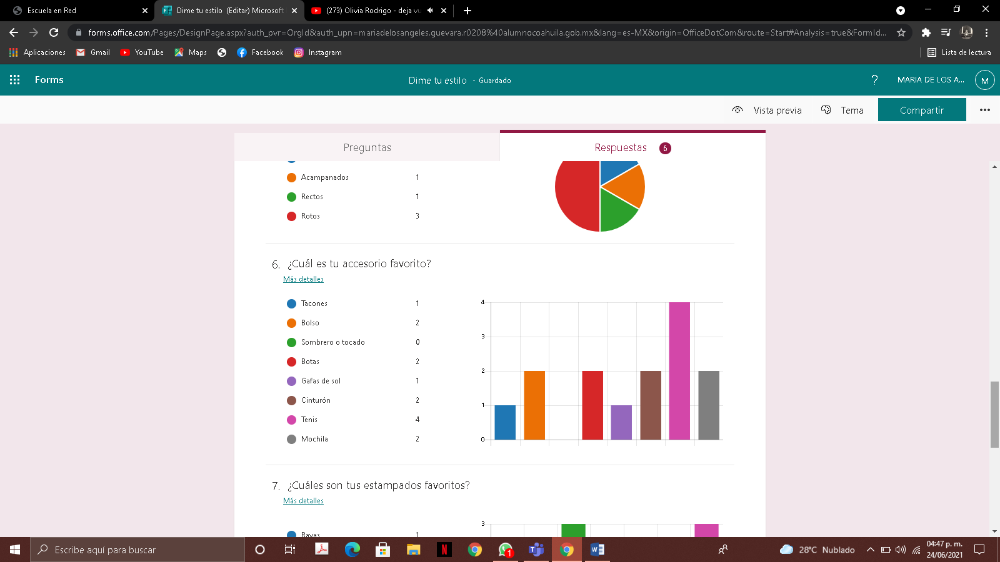 Escuela en Red
Dime tu estilo (Editar) Microsoft
(273) Olivia Rodrigo - deja vu
forms.office.com/Pages/DesignPage.aspx?auth_pvr=OrgId&auth_upn=mariadelosangeles.guevara.r0208%40alumnocoahuila.gob.mx&lang=es-MX&origin=OfficeDotCom&route=Start#Analysis=true&FormId...
Aplicaciones Gmail YouTube Maps Facebook Instagram Lista de lectura
Forms
Dime tu estilo - Guardado
? MARIA DE LOS A... M
Vista previa Tema Compartir
Preguntas
Respuestas 6
Acampanados 1
Rectos 1
Rotos 3
6. ¿Cuál es tu accesorio favorito?
Más detalles
Tacones 1
Bolso 2
Sombrero o tocado 0
Botas 2
Gafas de sol 1
Cinturón 2
Tenis 4
Mochila 2
4
3
2
1
0
7. ¿Cuáles son tus estampados favoritos?
Más detalles
Rayas 1
3
Escribe aquí para buscar
1
28°C Nublado
04:47 p. m.
24/06/2021